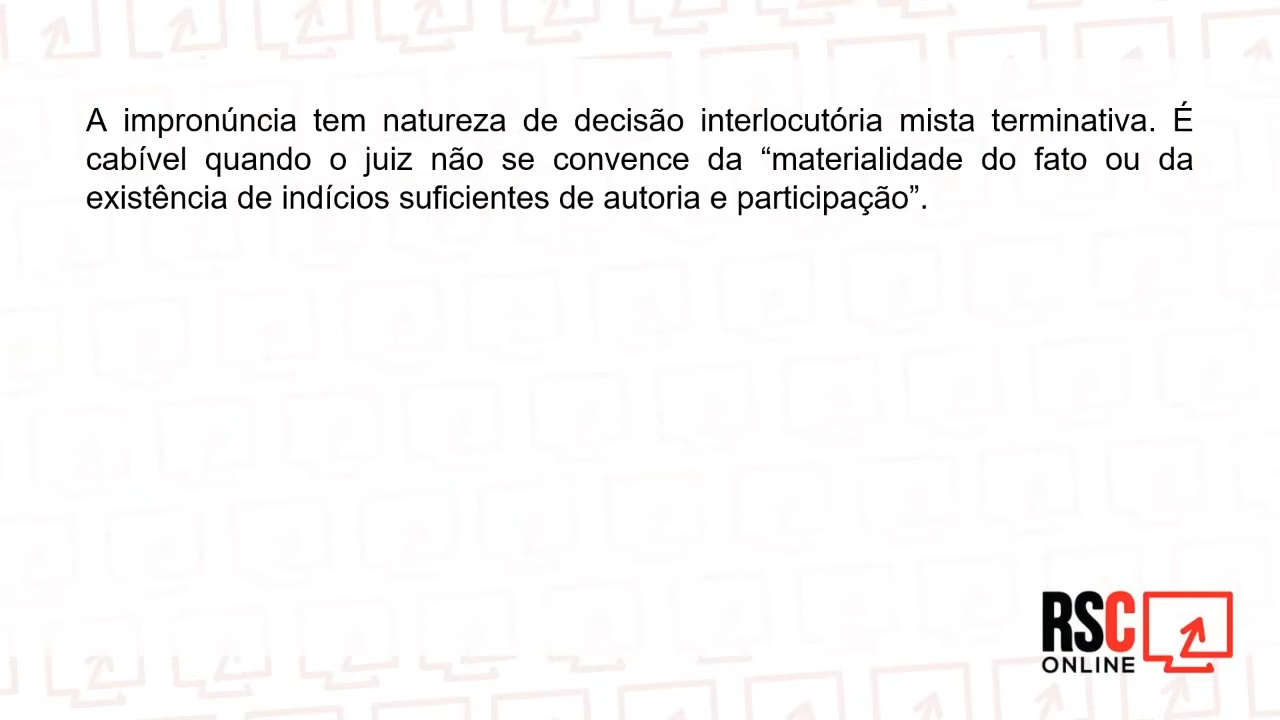 A impronúncia tem natureza de decisão interlocutória mista terminativa. É
cabível quando o juiz não se convence da “materialidade do fato ou da
existência de indícios suficientes de autoria e participação”.
RSC
ONLINE